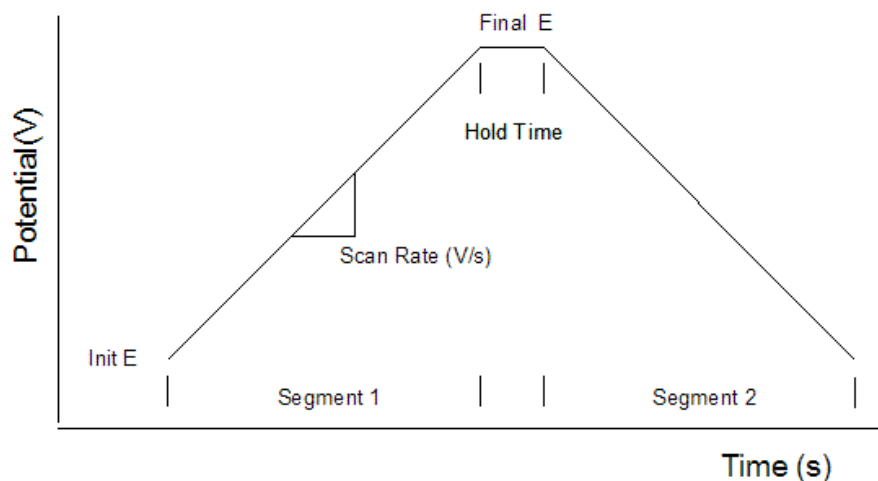 Final E
Potential(V)
Hold Time
Scan Rate (V/s)
Init E
Segment 1
Segment 2
Time (s)